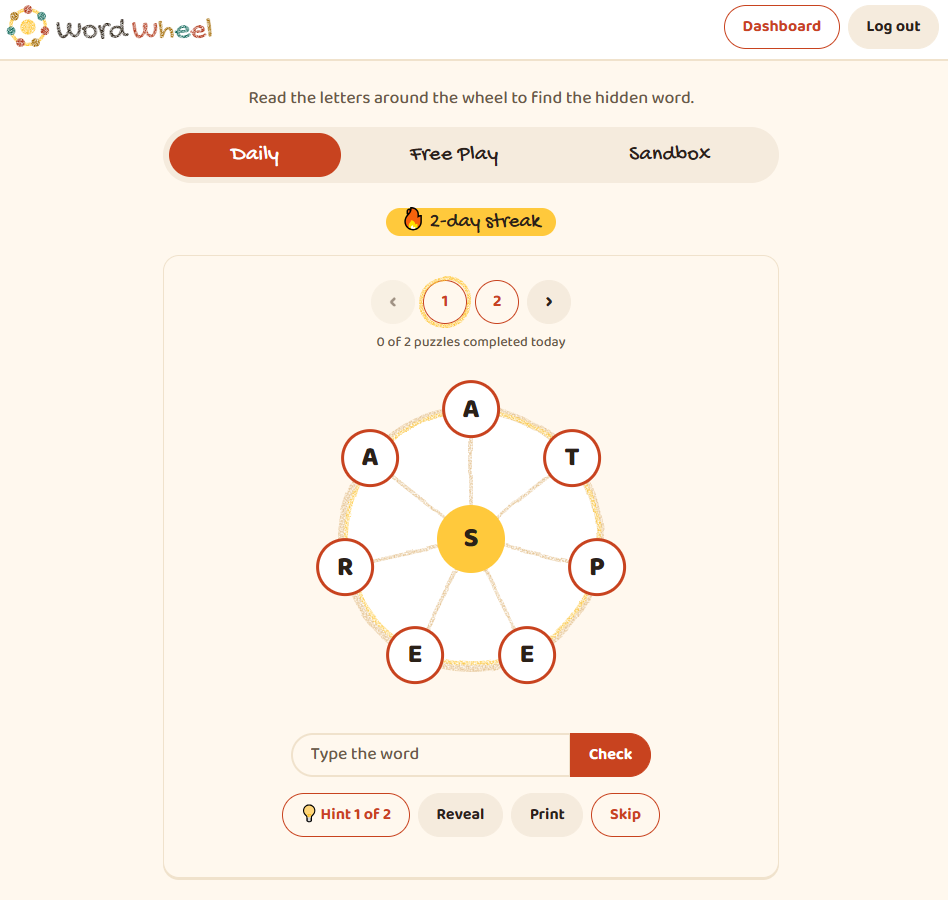 Word Wheel
Dashboard
Log out
Read the letters around the wheel to find the hidden word.
Daily
Free Play
Sandbox
2-day streak
‹ 1 2 ›
0 of 2 puzzles completed today
A
A
T
S
R
P
E
E
Type the word
Check
Hint 1 of 2
Reveal
Print
Skip